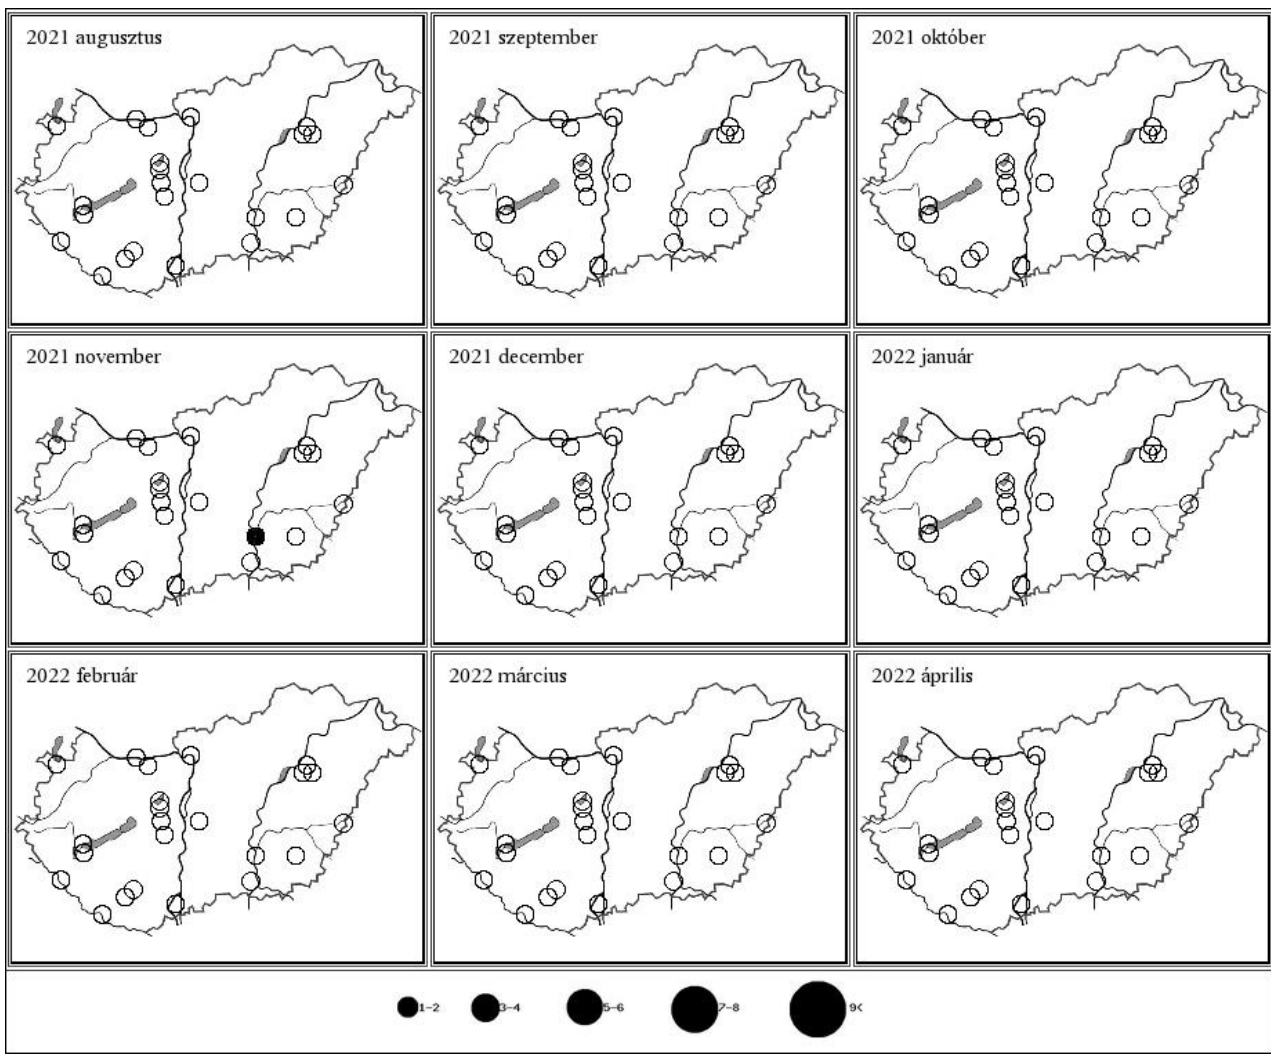 2021 augusztus
2021 szeptember
2021 október
2021 november
2021 december
2022 január
2022 február
2022 március
2022 április
1-2 3-4 5-6 7-8 9<